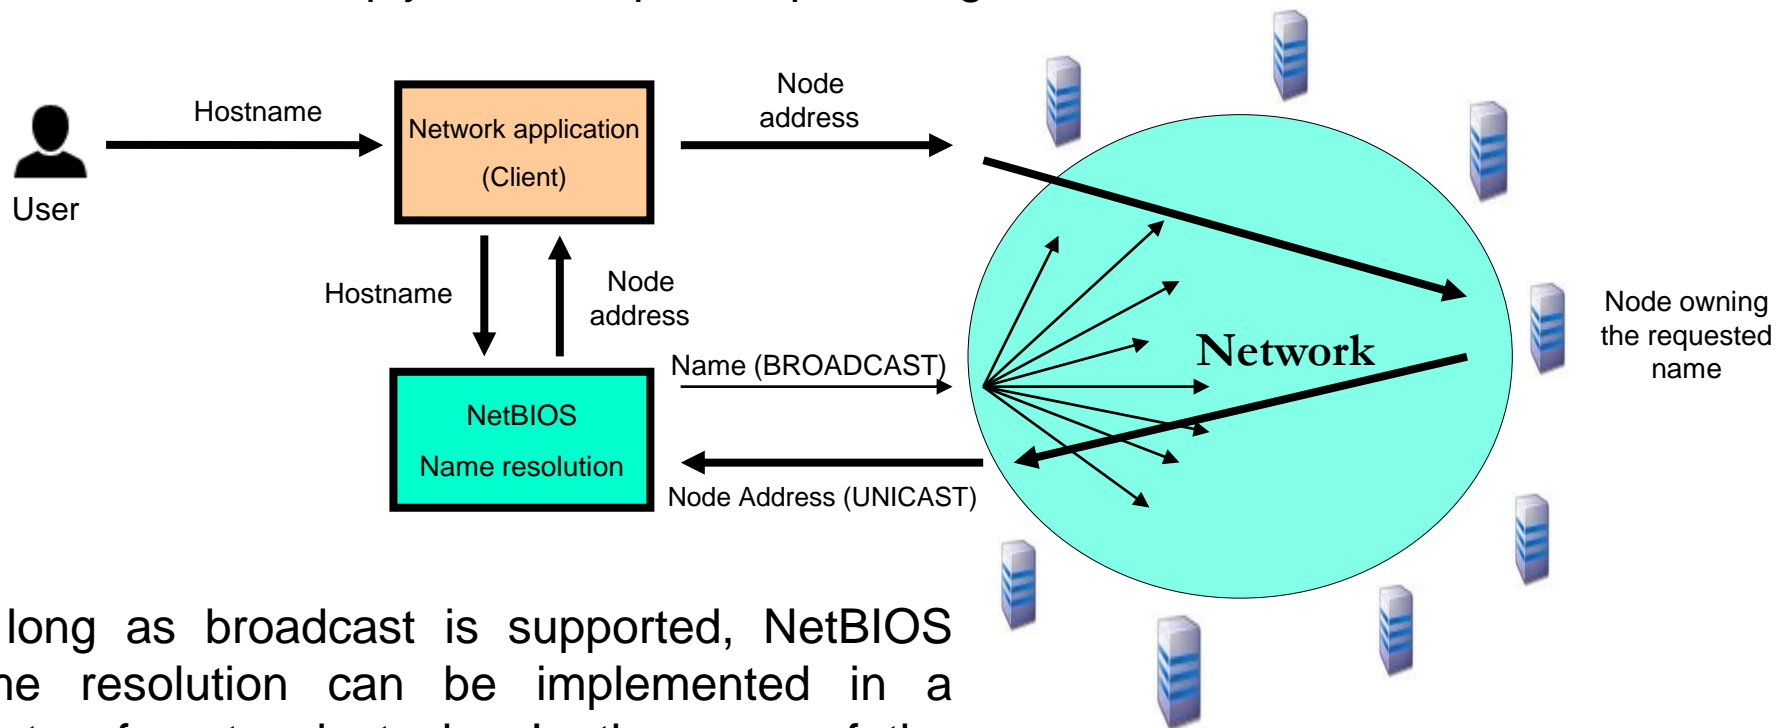 Hostname
Node
address
Network application
(Client)
User
Hostname
Node
address
Name (BROADCAST)
Network
Node owning
the requested
name
NetBIOS
Name resolution
Node Address (UNICAST)
long as broadcast is supported, NetBIOS
resolution can be implemented in a